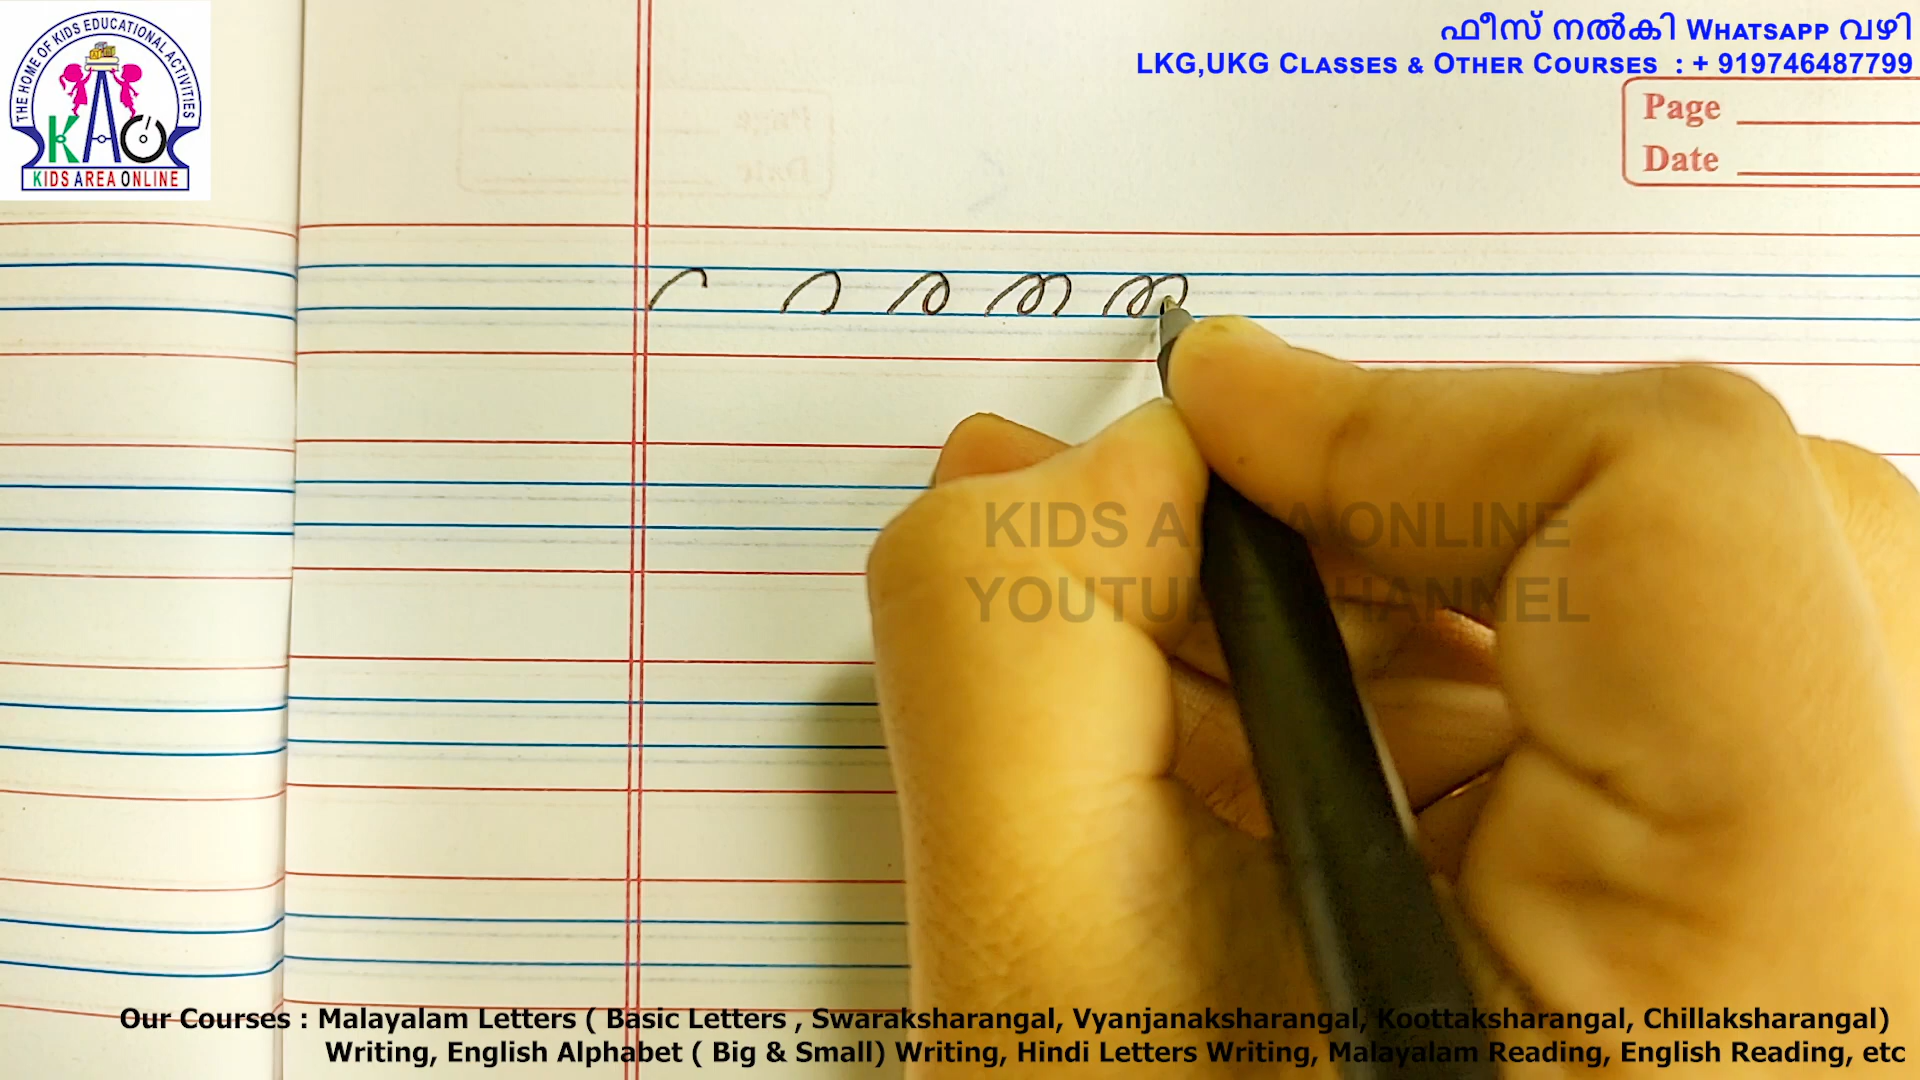 THE HOME OF KIDS EDUCATIONAL ACTIVITIES
KAO
KIDS AREA ONLINE
ഫീസ് നൽകി WHATSAPP വഴി
LKG,UKG CLASSES & OTHER COURSES : + 919746487799
Page
Date
KIDS AREA ONLINE
YOUTUBE CHANNEL
Our Courses : Malayalam Letters ( Basic Letters , Swaraksharangal, Vyanjanaksharangal, Koottaksharangal, Chillaksharangal)
Writing, English Alphabet ( Big & Small) Writing, Hindi Letters Writing, Malayalam Reading, English Reading, etc